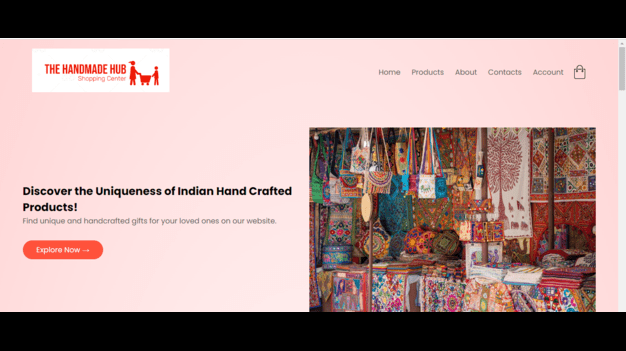 THE HANDMADE HUB
Shopping Center
Home Products About Contacts Account
Discover the Uniqueness of Indian Hand Crafted
Products!
Find unique and handcrafted gifts for your loved ones on our website.
Explore Now →